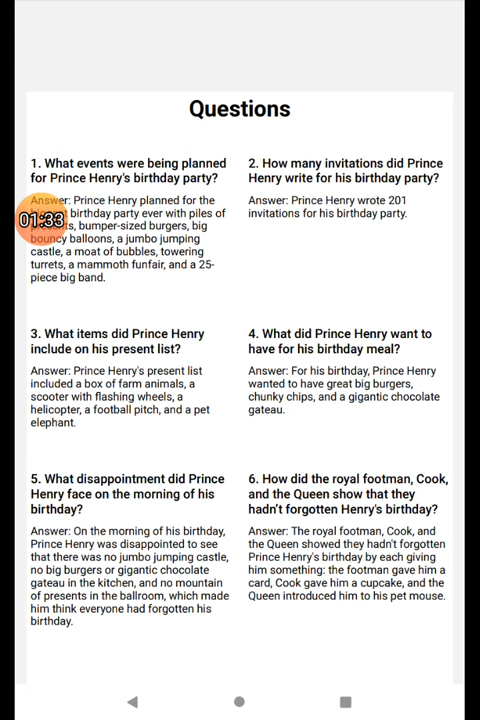 Questions
1. What events were being planned
for Prince Henry's birthday party?
Answer: Prince Henry planned for the
birthday party ever with piles of
bumper-sized burgers, big
bouncy balloons, a jumbo jumping
castle, a moat of bubbles, towering
turrets, a mammoth funfair, and a 25-
piece big band.
2. How many invitations did Prince
Henry write for his birthday party?
Answer: Prince Henry wrote 201
invitations for his birthday party.
01:33
3. What items did Prince Henry
include on his present list?
Answer: Prince Henry's present list
included a box of farm animals, a
scooter with flashing wheels, a
helicopter, a football pitch, and a pet
elephant.
4. What did Prince Henry want to
have for his birthday meal?
Answer: For his birthday, Prince Henry
wanted to have great big burgers,
chunky chips, and a gigantic chocolate
gateau.
5. What disappointment did Prince
Henry face on the morning of his
birthday?
Answer: On the morning of his birthday,
Prince Henry was disappointed to see
that there was no jumbo jumping castle,
no big burgers or gigantic chocolate
gateau in the kitchen, and no mountain
of presents in the ballroom, which made
him think everyone had forgotten his
birthday.
6. How did the royal footman, Cook,
and the Queen show that they
hadn't forgotten Henry's birthday?
Answer: The royal footman, Cook, and
the Queen showed they hadn't forgotten
Prince Henry's birthday by each giving
him something: the footman gave him a
card, Cook gave him a cupcake, and the
Queen introduced him to his pet mouse.